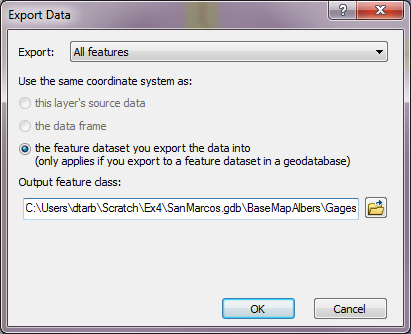 Export Data
?
Export:
All features
Use the same coordinate system as:
this layer's source data
the data frame
the feature dataset you export the data into
(only applies if you export to a feature dataset in a geodatabase)
Output feature class:
C:\Users\dtarb\Scratch\Ex4\SanMarcos.gdb\BaseMapAlbers\Gages
OK
Cancel